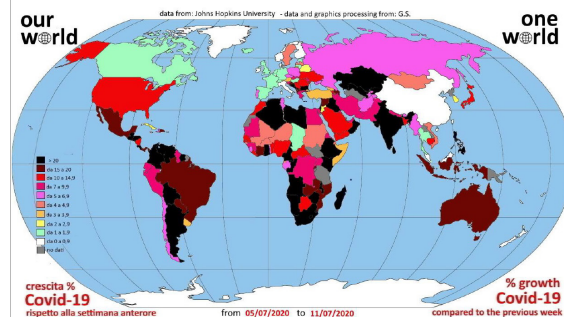 data from: Johns Hopkins University - data and graphics processing from: G.S.
our
world
one
world
> 20
da 15 a 20
da 10 a 14,9
da 7 a 9,9
da 5 a 6,9
da 4 a 4,9
da 3 a 3,9
da 2 a 2,9
da 1 a 1,9
da 0 a 0,9
no dati
crescita %
Covid-19
rispetto alla settimana anterore
from 05/07/2020 to 11/07/2020
% growth
Covid-19
compared to the previous week